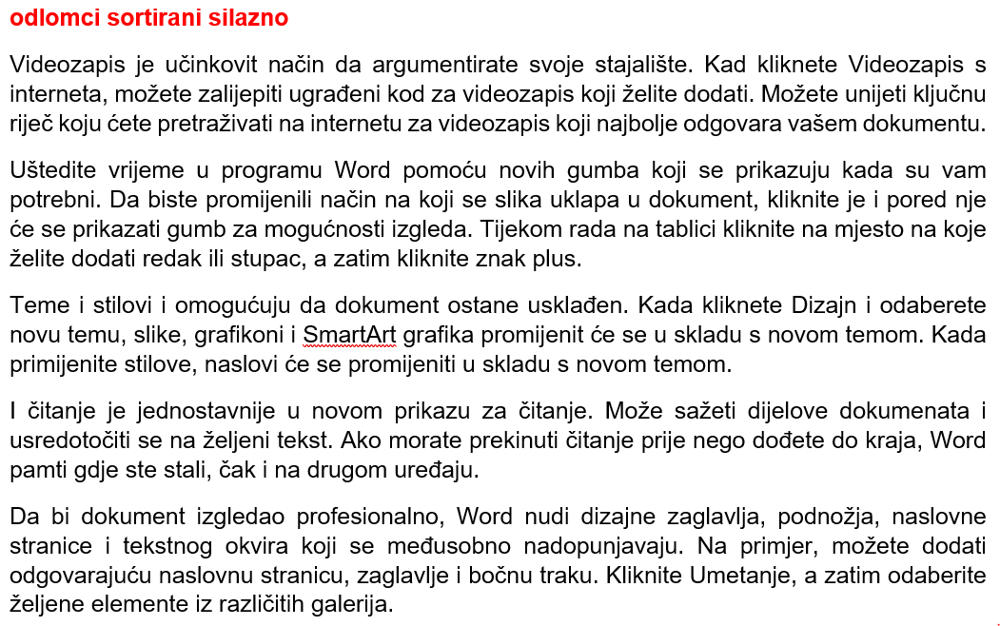 odlomci sortirani silazno
Videozapis je učinkovit način da argumentirate svoje stajalište. Kad kliknete Videozapis s
interneta, možete zalijepiti ugrađeni kod za videozapis koji želite dodati. Možete unijeti ključnu
riječ koju ćete pretraživati na internetu za videozapis koji najbolje odgovara vašem dokumentu.
Uštedite vrijeme u programu Word pomoću novih gumba koji se prikazuju kada su vam
potrebni. Da biste promijenili način na koji se slika uklapa u dokument, kliknite je i pored nje
će se prikazati gumb za mogućnosti izgleda. Tijekom rada na tablici kliknite na mjesto na koje
želite dodati redak ili stupac, a zatim kliknite znak plus.
Teme i stilovi i omogućuju da dokument ostane usklađen. Kada kliknete Dizajn i odaberete
novu temu, slike, grafikoni i SmartArt grafika promijenit će se u skladu s novom temom. Kada
primijenite stilove, naslovi će se promijeniti u skladu s novom temom.
I čitanje je jednostavnije u novom prikazu za čitanje. Može sažeti dijelove dokumenata i
usredotočiti se na željeni tekst. Ako morate prekinuti čitanje prije nego dođete do kraja, Word
pamti gdje ste stali, čak i na drugom uređaju.
Da bi dokument izgledao profesionalno, Word nudi dizajne zaglavlja, podnožja, naslovne
stranice i tekstnog okvira koji se međusobno nadopunjavaju. Na primjer, možete dodati
odgovarajuću naslovnu stranicu, zaglavlje i bočnu traku. Kliknite Umetanje, a zatim odaberite
željene elemente iz različitih galerija.